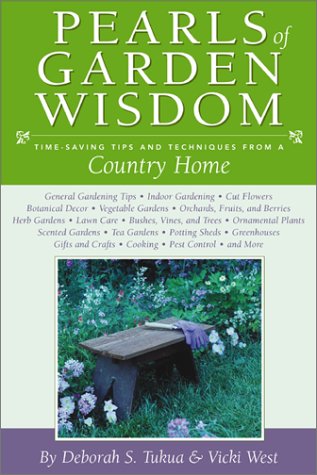 PEARLS of
GARDEN
WISDOM
TIME-SAVING TIPS AND TECHNIQUES FROM A
Country Home
General Gardening Tips • Indoor Gardening • Cut Flowers
Botanical Decor • Vegetable Gardens • Orchards, Fruits, and Berries
Herb Gardens • Lawn Care • Bushes, Vines, and Trees • Ornamental Plants
Scented Gardens • Tea Gardens • Potting Sheds • Greenhouses
Gifts and Crafts • Cooking • Pest Control • and More
By Deborah S. Tukua & Vicki West